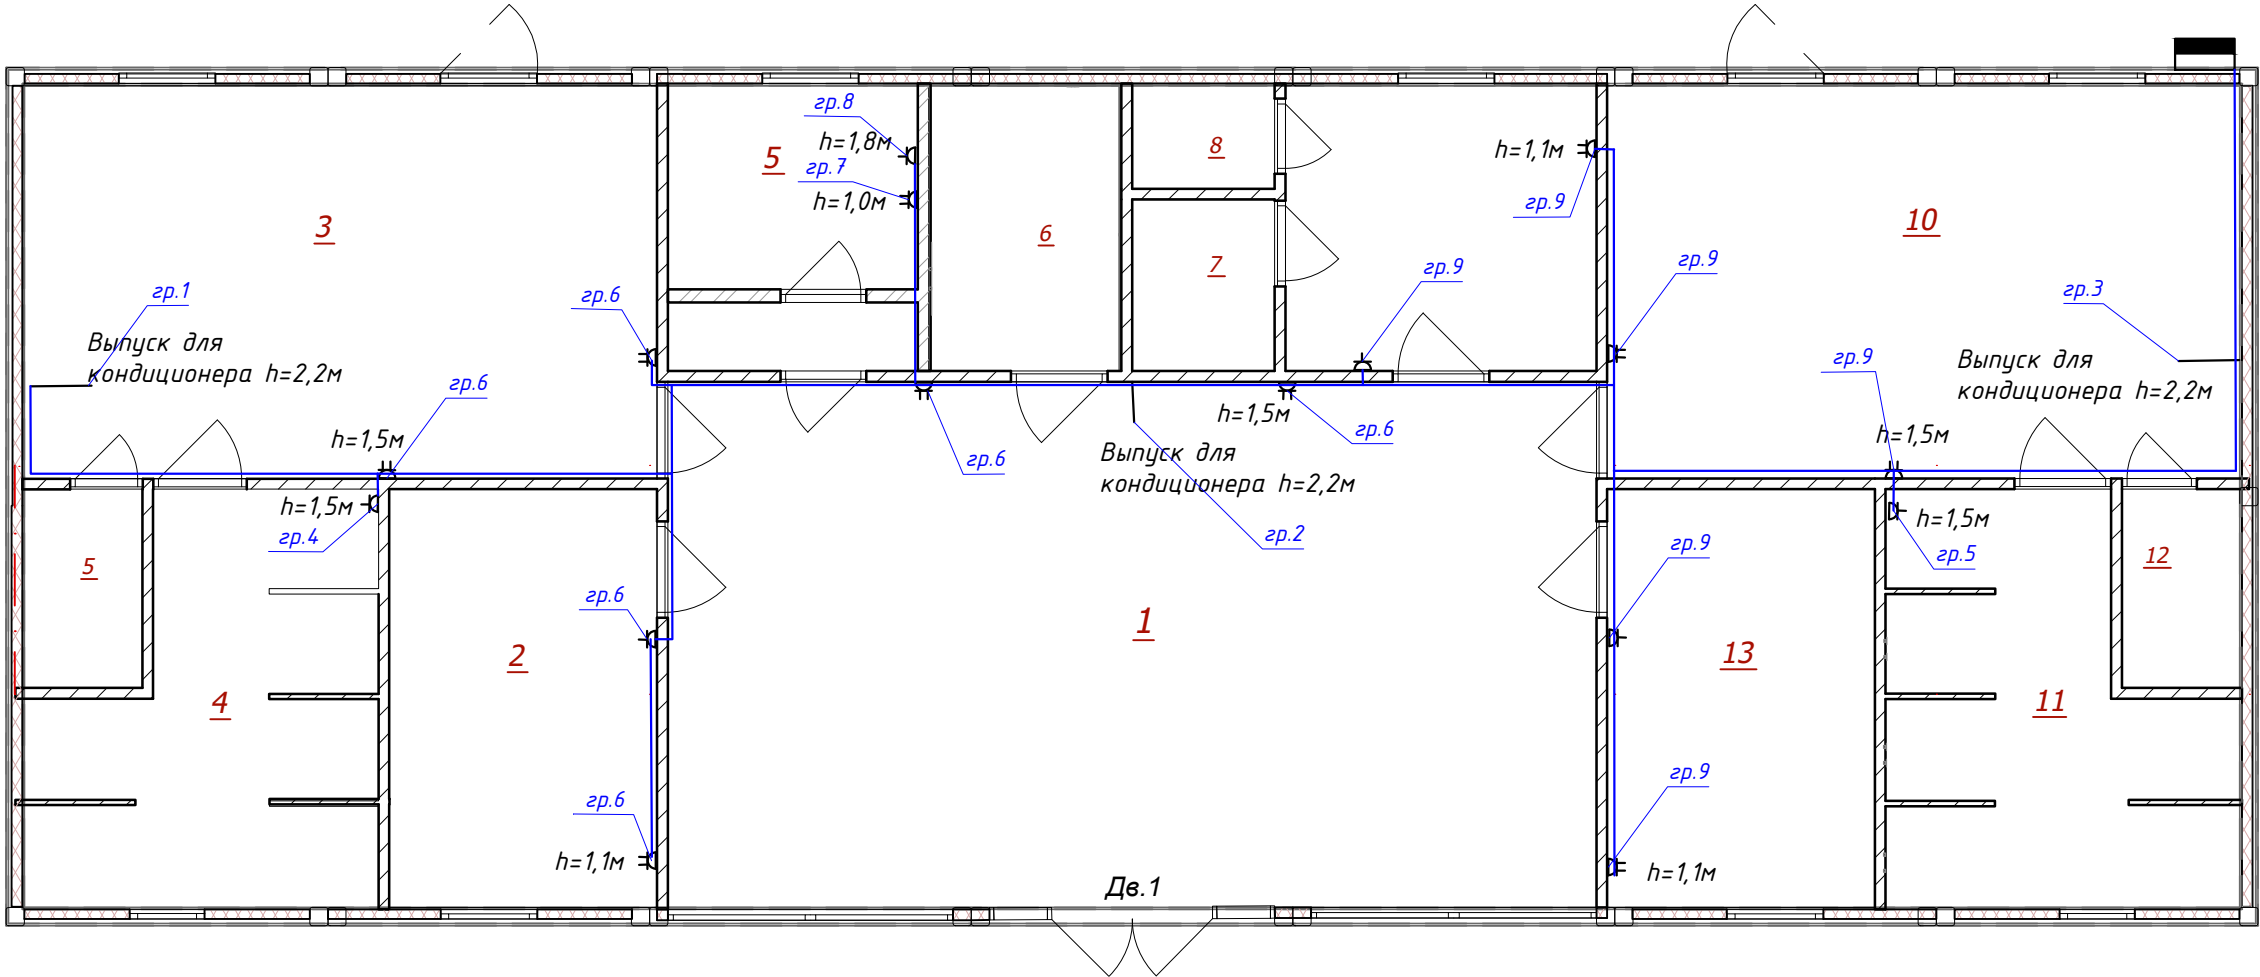 гр.8
h=1,8м
гр.7
h=1,0м
5
3
6
8
7
h=1,1м
гр.9
10
гр.9
гр.9
гр.3
гр.1
гр.6
Выпуск для
кондиционера h=2,2м
гр.6
h=1,5м
h=1,5м
гр.4
гр.6
h=1,5м
гр.6
Выпуск для
кондиционера h=2,2м
гр.2
гр.9
Выпуск для
кондиционера h=2,2м
h=1,5м
h=1,5м
гр.5
гр.9
5
12
гр.6
1
2
13
4
11
гр.6
h=1,1м
гр.9
h=1,1м
Дв.1